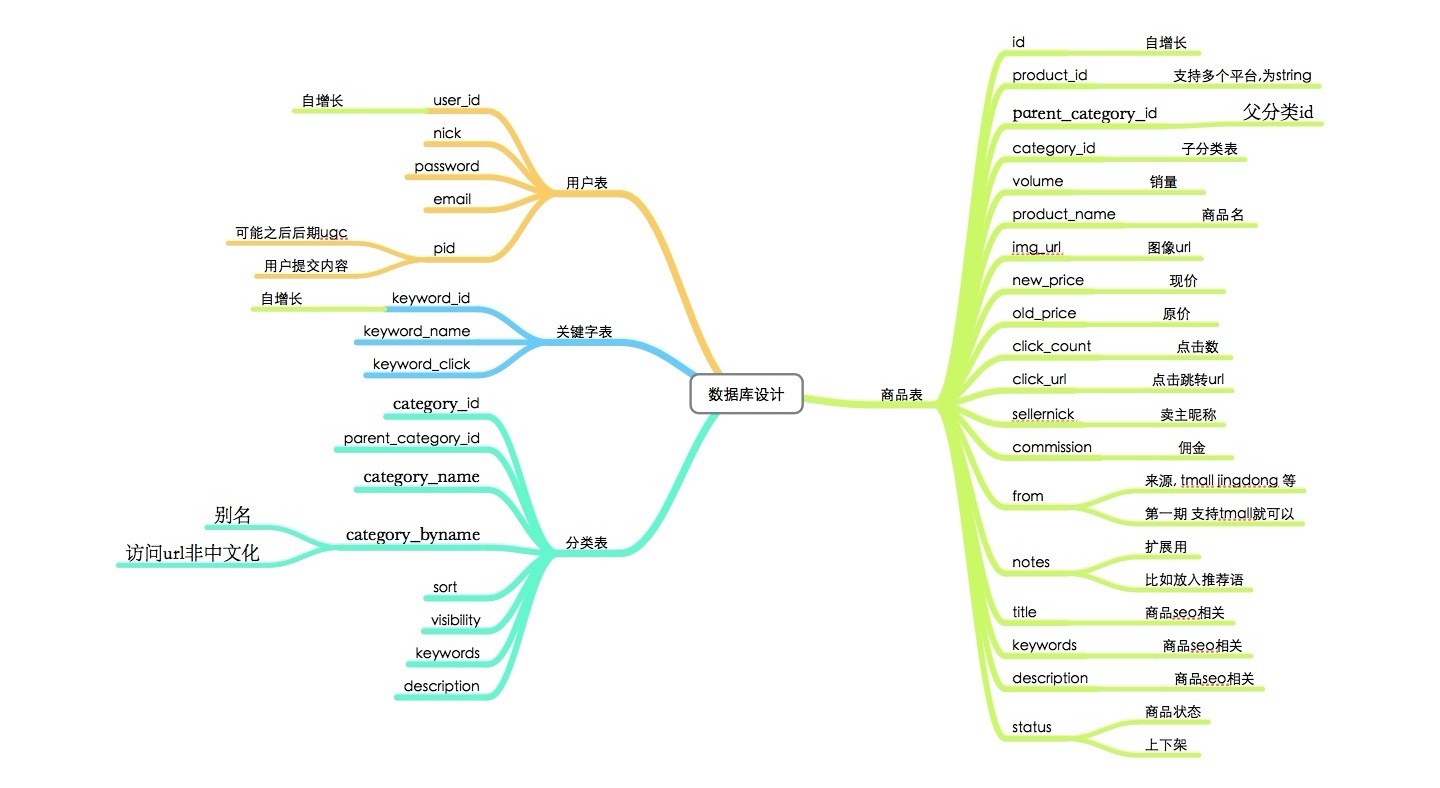 数据库设计
用户表
自增长 user_id
nick
password
email
pid
可能之后后期ugc
用户提交内容
关键字表
自增长 keyword_id
keyword_name
keyword_click
分类表
category_id
parent_category_id
category_name
category_byname
别名
访问url非中文化
sort
visibility
keywords
description
商品表
id 自增长
product_id 支持多个平台,为string
parent_category_id 父分类id
category_id 子分类表
volume 销量
product_name 商品名
img_url 图像url
new_price 现价
old_price 原价
click_count 点击数
click_url 点击跳转url
sellernick 卖主昵称
commission 佣金
from
来源, tmall jingdong 等
第一期 支持tmall就可以
notes
扩展用
比如放入推荐语
title 商品seo相关
keywords 商品seo相关
description 商品seo相关
status
商品状态
上下架